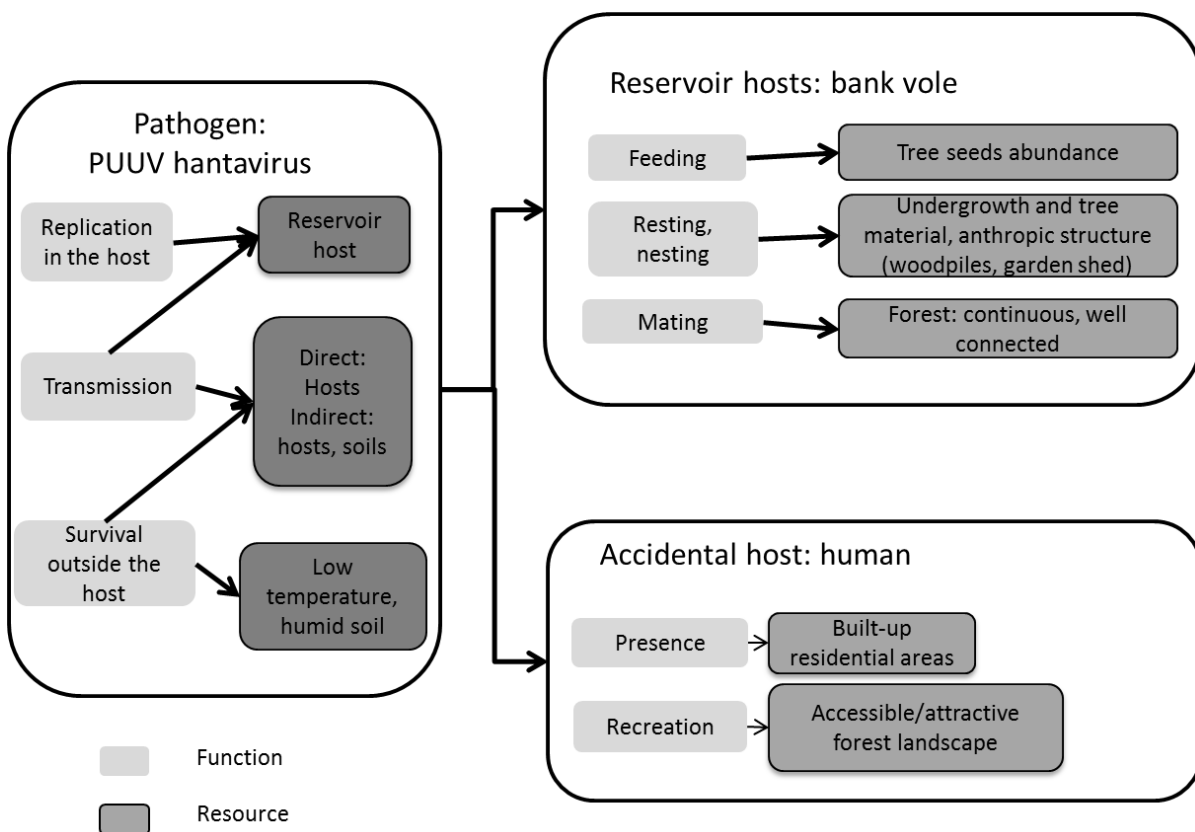 Pathogen:
PUUV hantavirus
Replication
in the host
Reservoir
host
Transmission
Direct:
Hosts
Indirect:
hosts, soils
Survival
outside the
host
Low
temperature,
humid soil
Reservoir hosts: bank vole
Feeding
Tree seeds abundance
Resting,
nesting
Undergrowth and tree
material, anthropic structure
(woodpiles, garden shed)
Mating
Forest: continuous, well
connected
Accidental host: human
Presence
Built-up
residential areas
Recreation
Accessible/attractive
forest landscape
Function
Resource